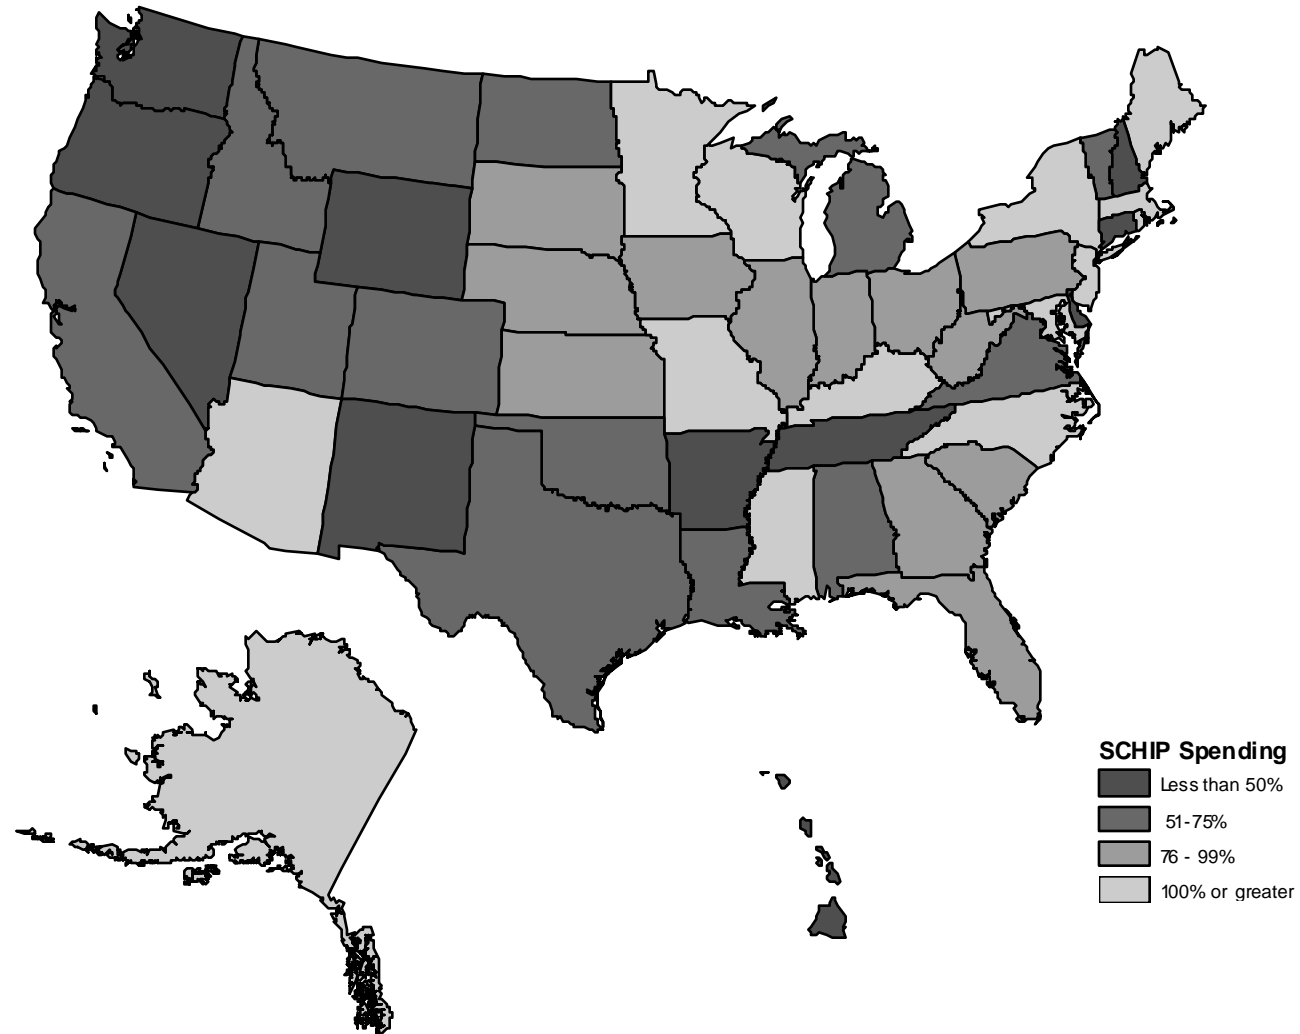 SCHIP Spending
Less than 50%
51-75%
76 - 99%
100% or greater